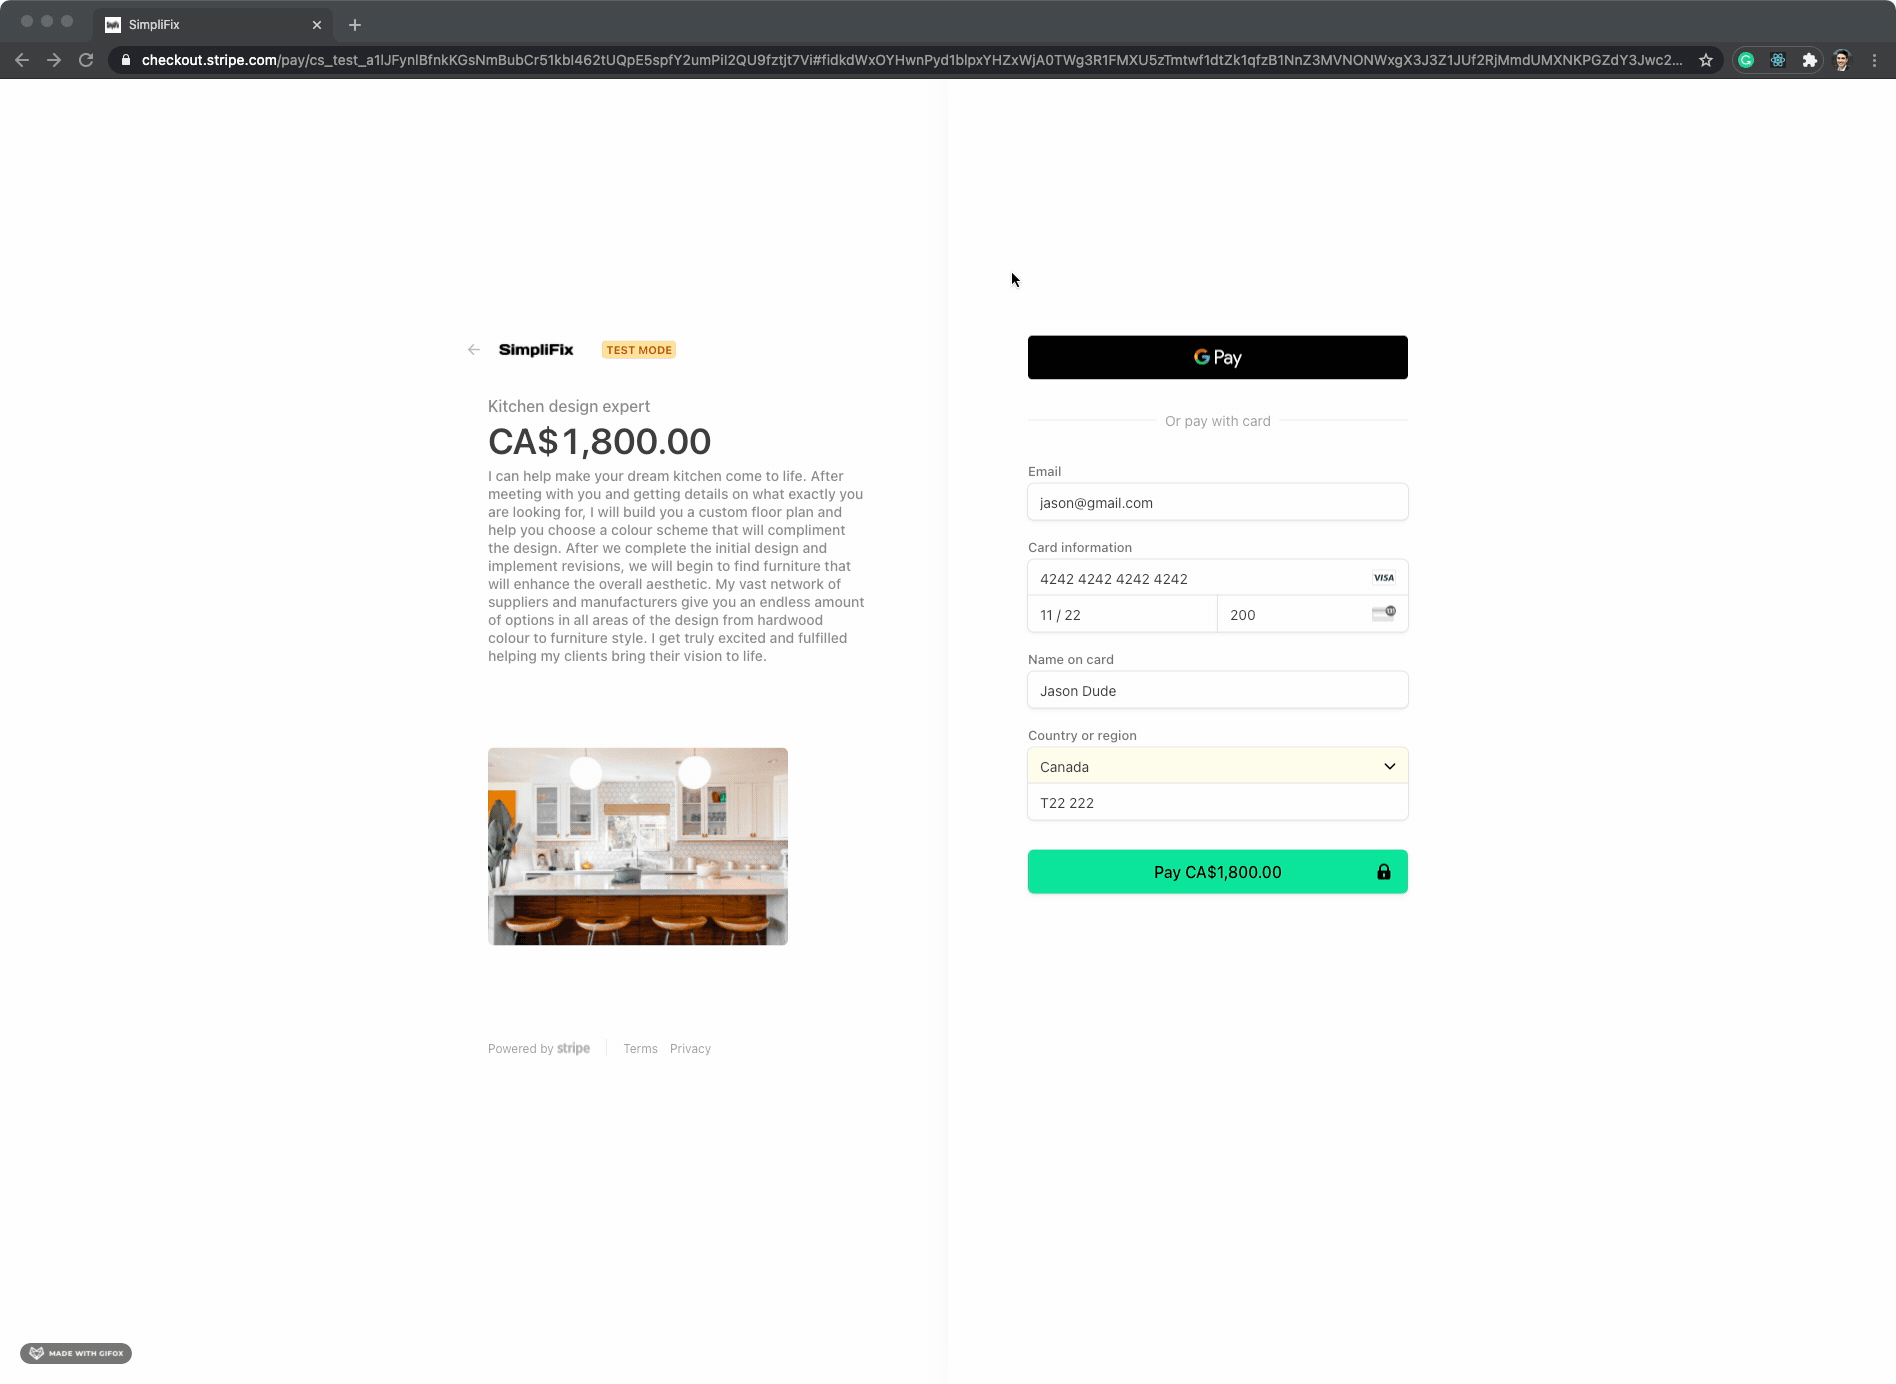 SimpliFix
checkout.stripe.com/pay/cs_test_a1lJFynlBfnkKGsNmBubCr51kbl462tUQpE5spfY2umPil2QU9fztjt7Vi#fidkdWxOYHwnPyd1blpxYHZxWjA0TWg3R1FMXU5zTmtwf1dtZk1qfzB1NnZ3MVNONWxgX3J3Z1JUf2RjMmdUMXNKPGZdY3Jwc2...
SimpliFix TEST MODE
Kitchen design expert
CA$1,800.00
I can help make your dream kitchen come to life. After
meeting with you and getting details on what exactly you
are looking for, I will build you a custom floor plan and
help you choose a colour scheme that will compliment
the design. After we complete the initial design and
implement revisions, we will begin to find furniture that
will enhance the overall aesthetic. My vast network of
suppliers and manufacturers give you an endless amount
of options in all areas of the design from hardwood
colour to furniture style. I get truly excited and fulfilled
helping my clients bring their vision to life.
Powered by stripe Terms Privacy
G Pay
Or pay with card
Email
jason@gmail.com
Card information
4242 4242 4242 4242 VISA
11 / 22 200
Name on card
Jason Dude
Country or region
Canada
T22 222
Pay CA$1,800.00
MADE WITH GIFOX